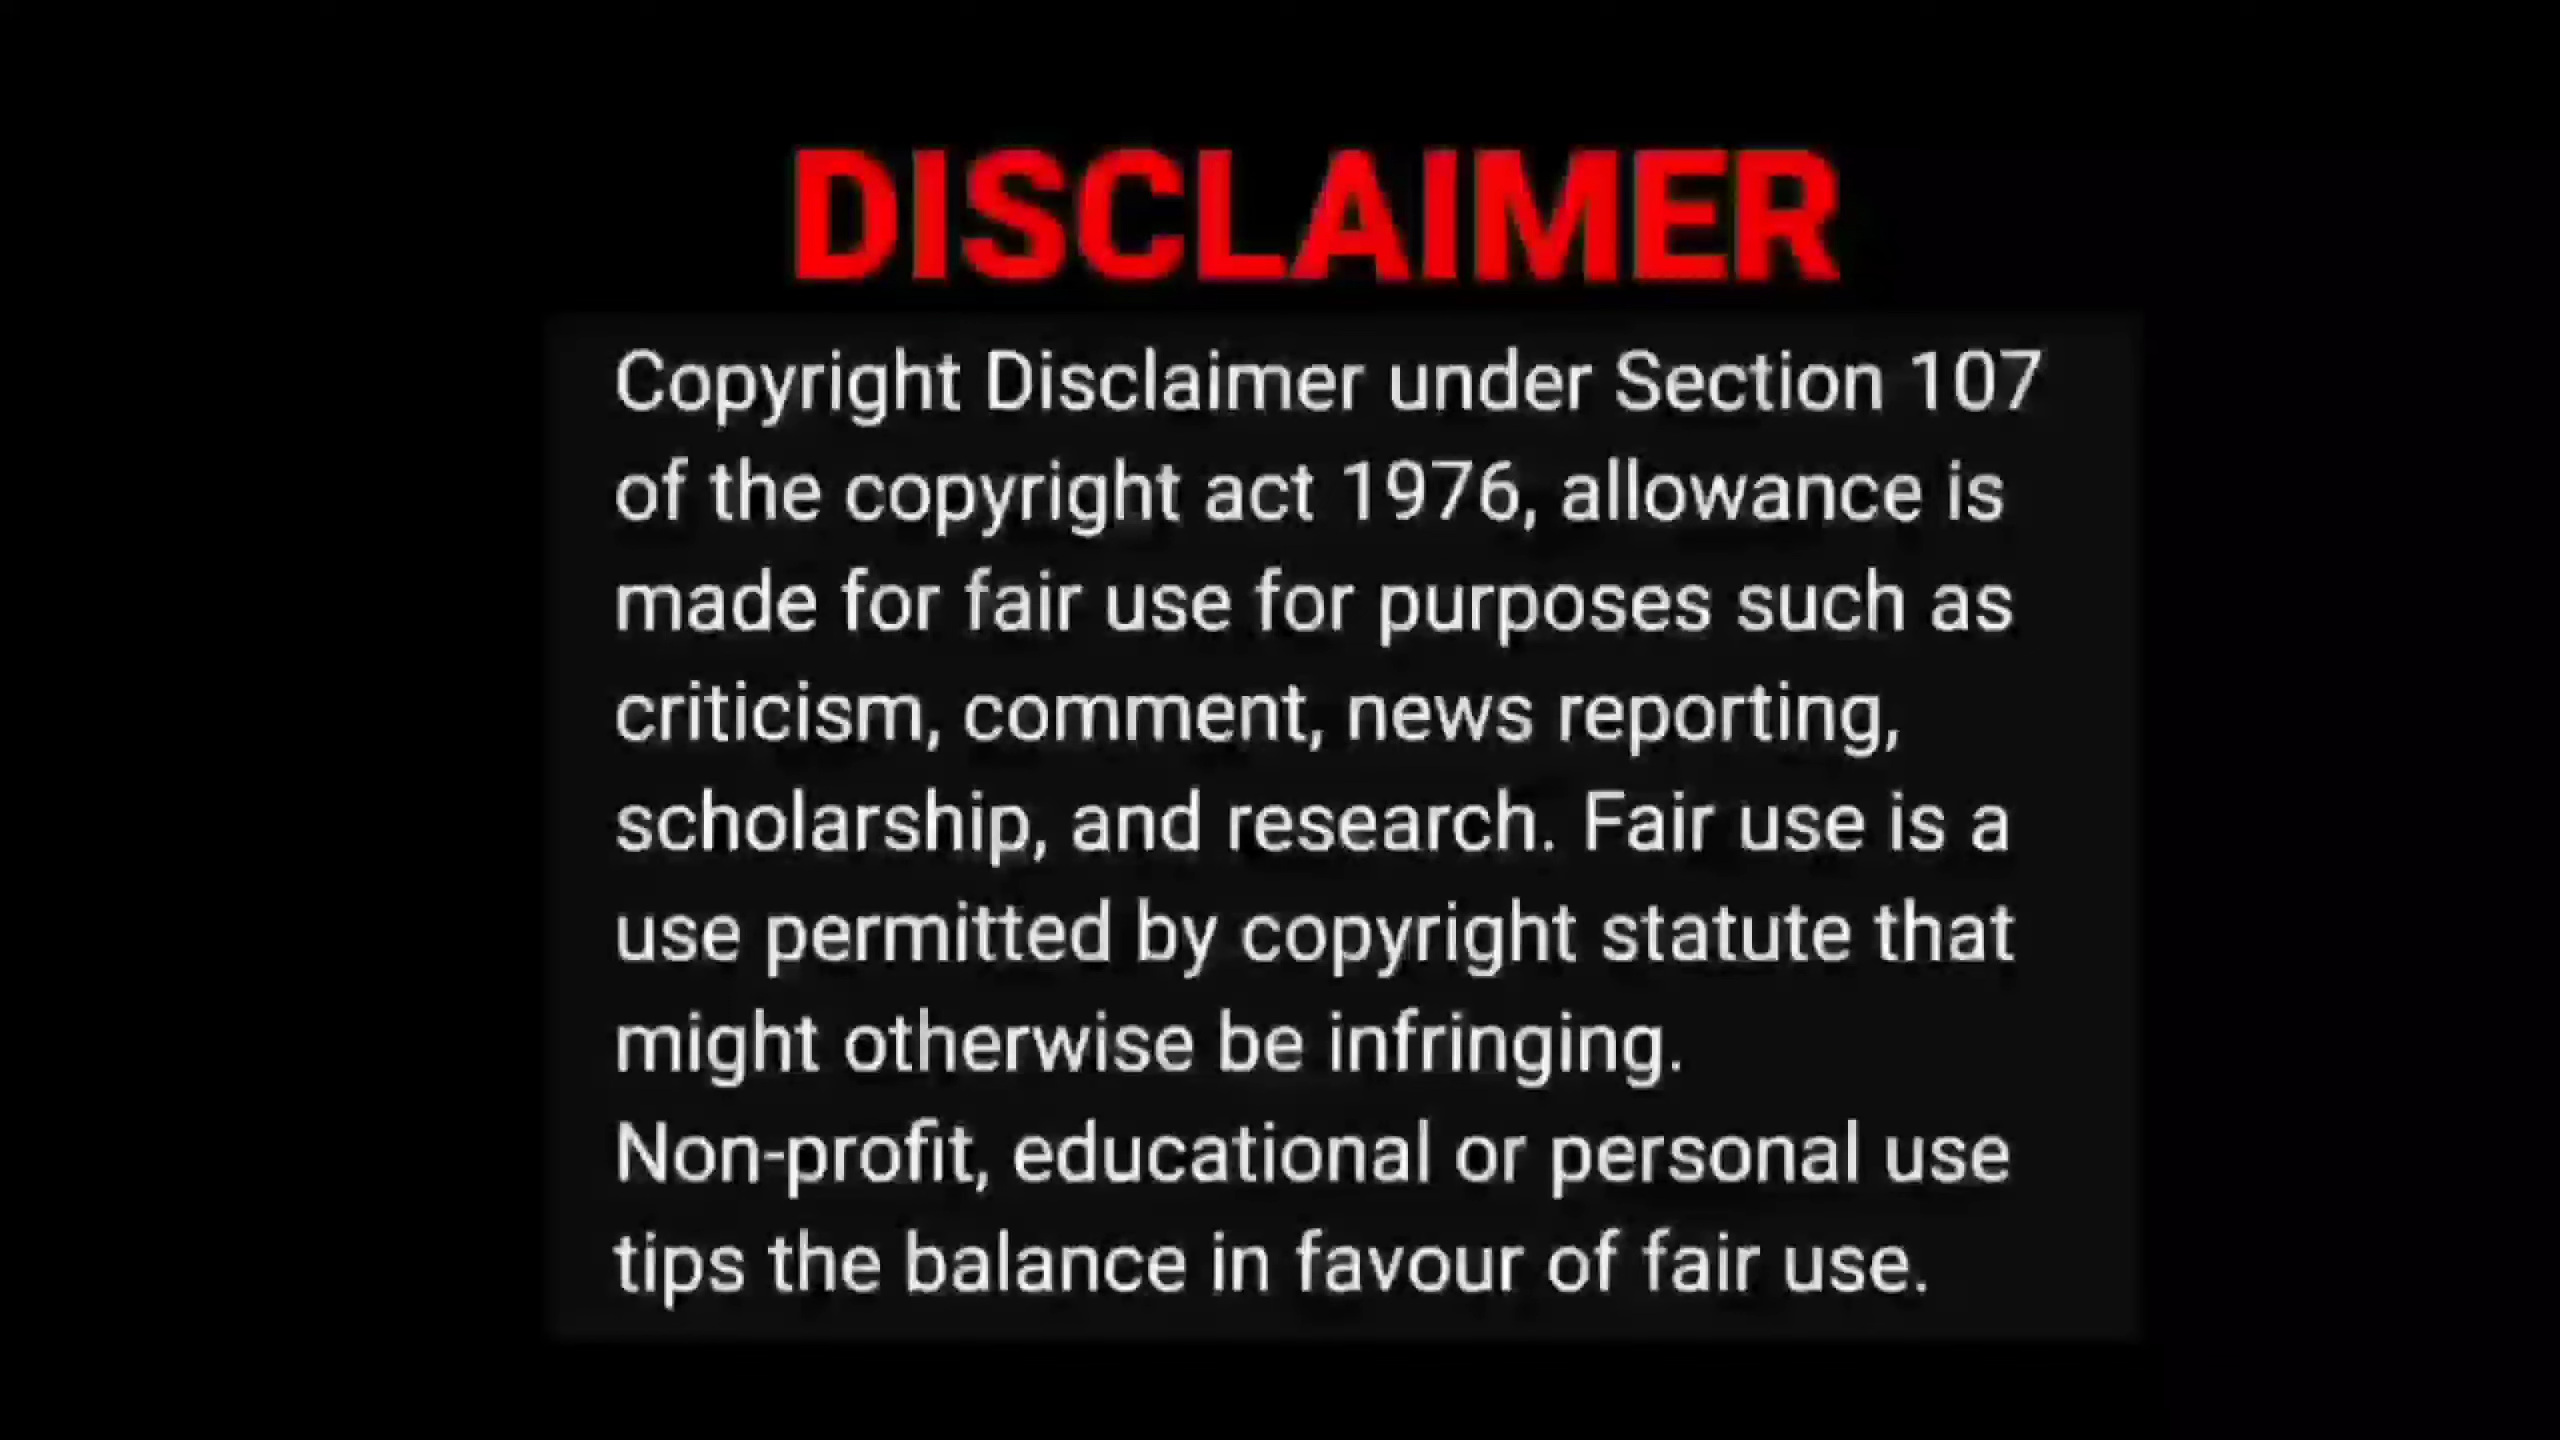 DISCLAIMER
Copyright Disclaimer under Section 107
of the copyright act 1976, allowance is
made for fair use for purposes such as
criticism, comment, news reporting,
scholarship, and research. Fair use is a
use permitted by copyright statute that
might otherwise be infringing.
Non-profit, educational or personal use
tips the balance in favour of fair use.